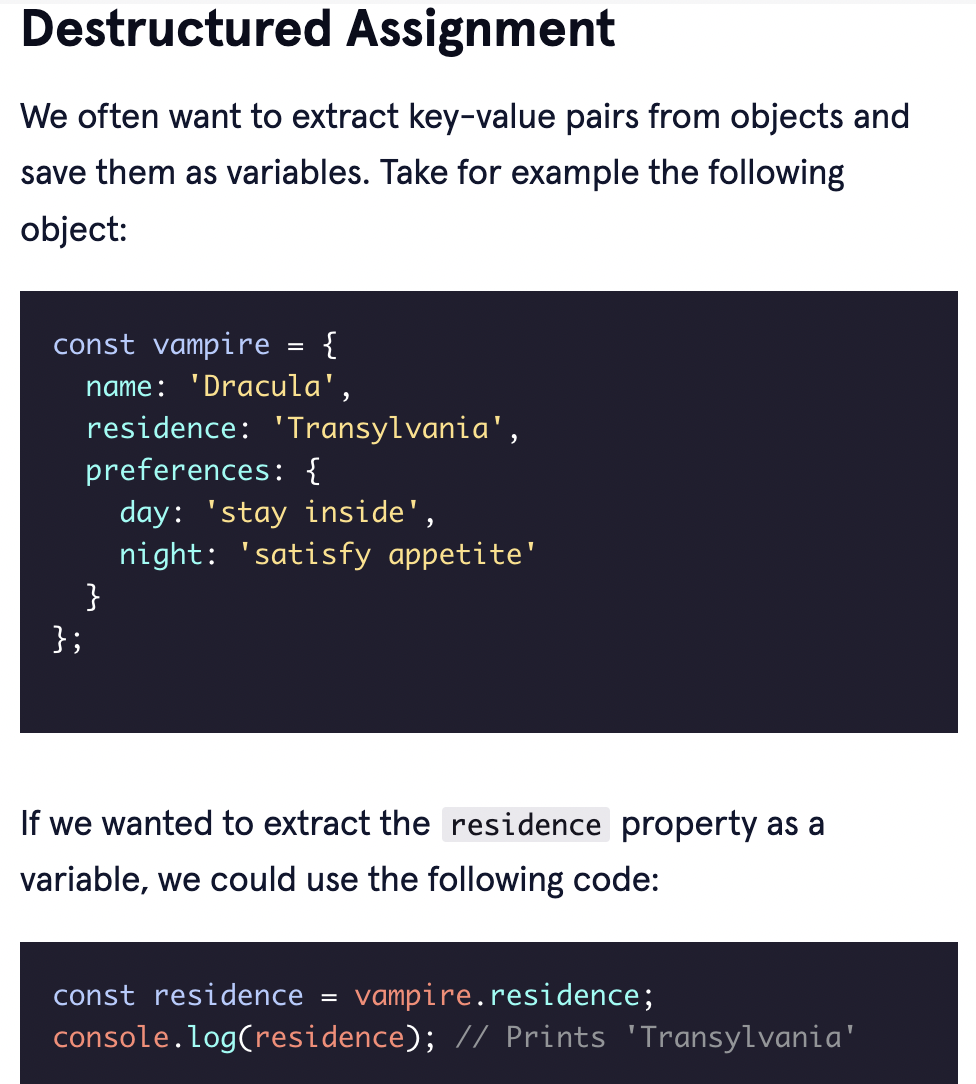 Destructured Assignment
We often want to extract key-value pairs from objects and
save them as variables. Take for example the following
object:
const vampire = {
  name: 'Dracula',
  residence: 'Transylvania',
  preferences: {
    day: 'stay inside',
    night: 'satisfy appetite'
  }
};
If we wanted to extract the residence property as a
variable, we could use the following code:
const residence = vampire.residence;
console.log(residence); // Prints 'Transylvania'